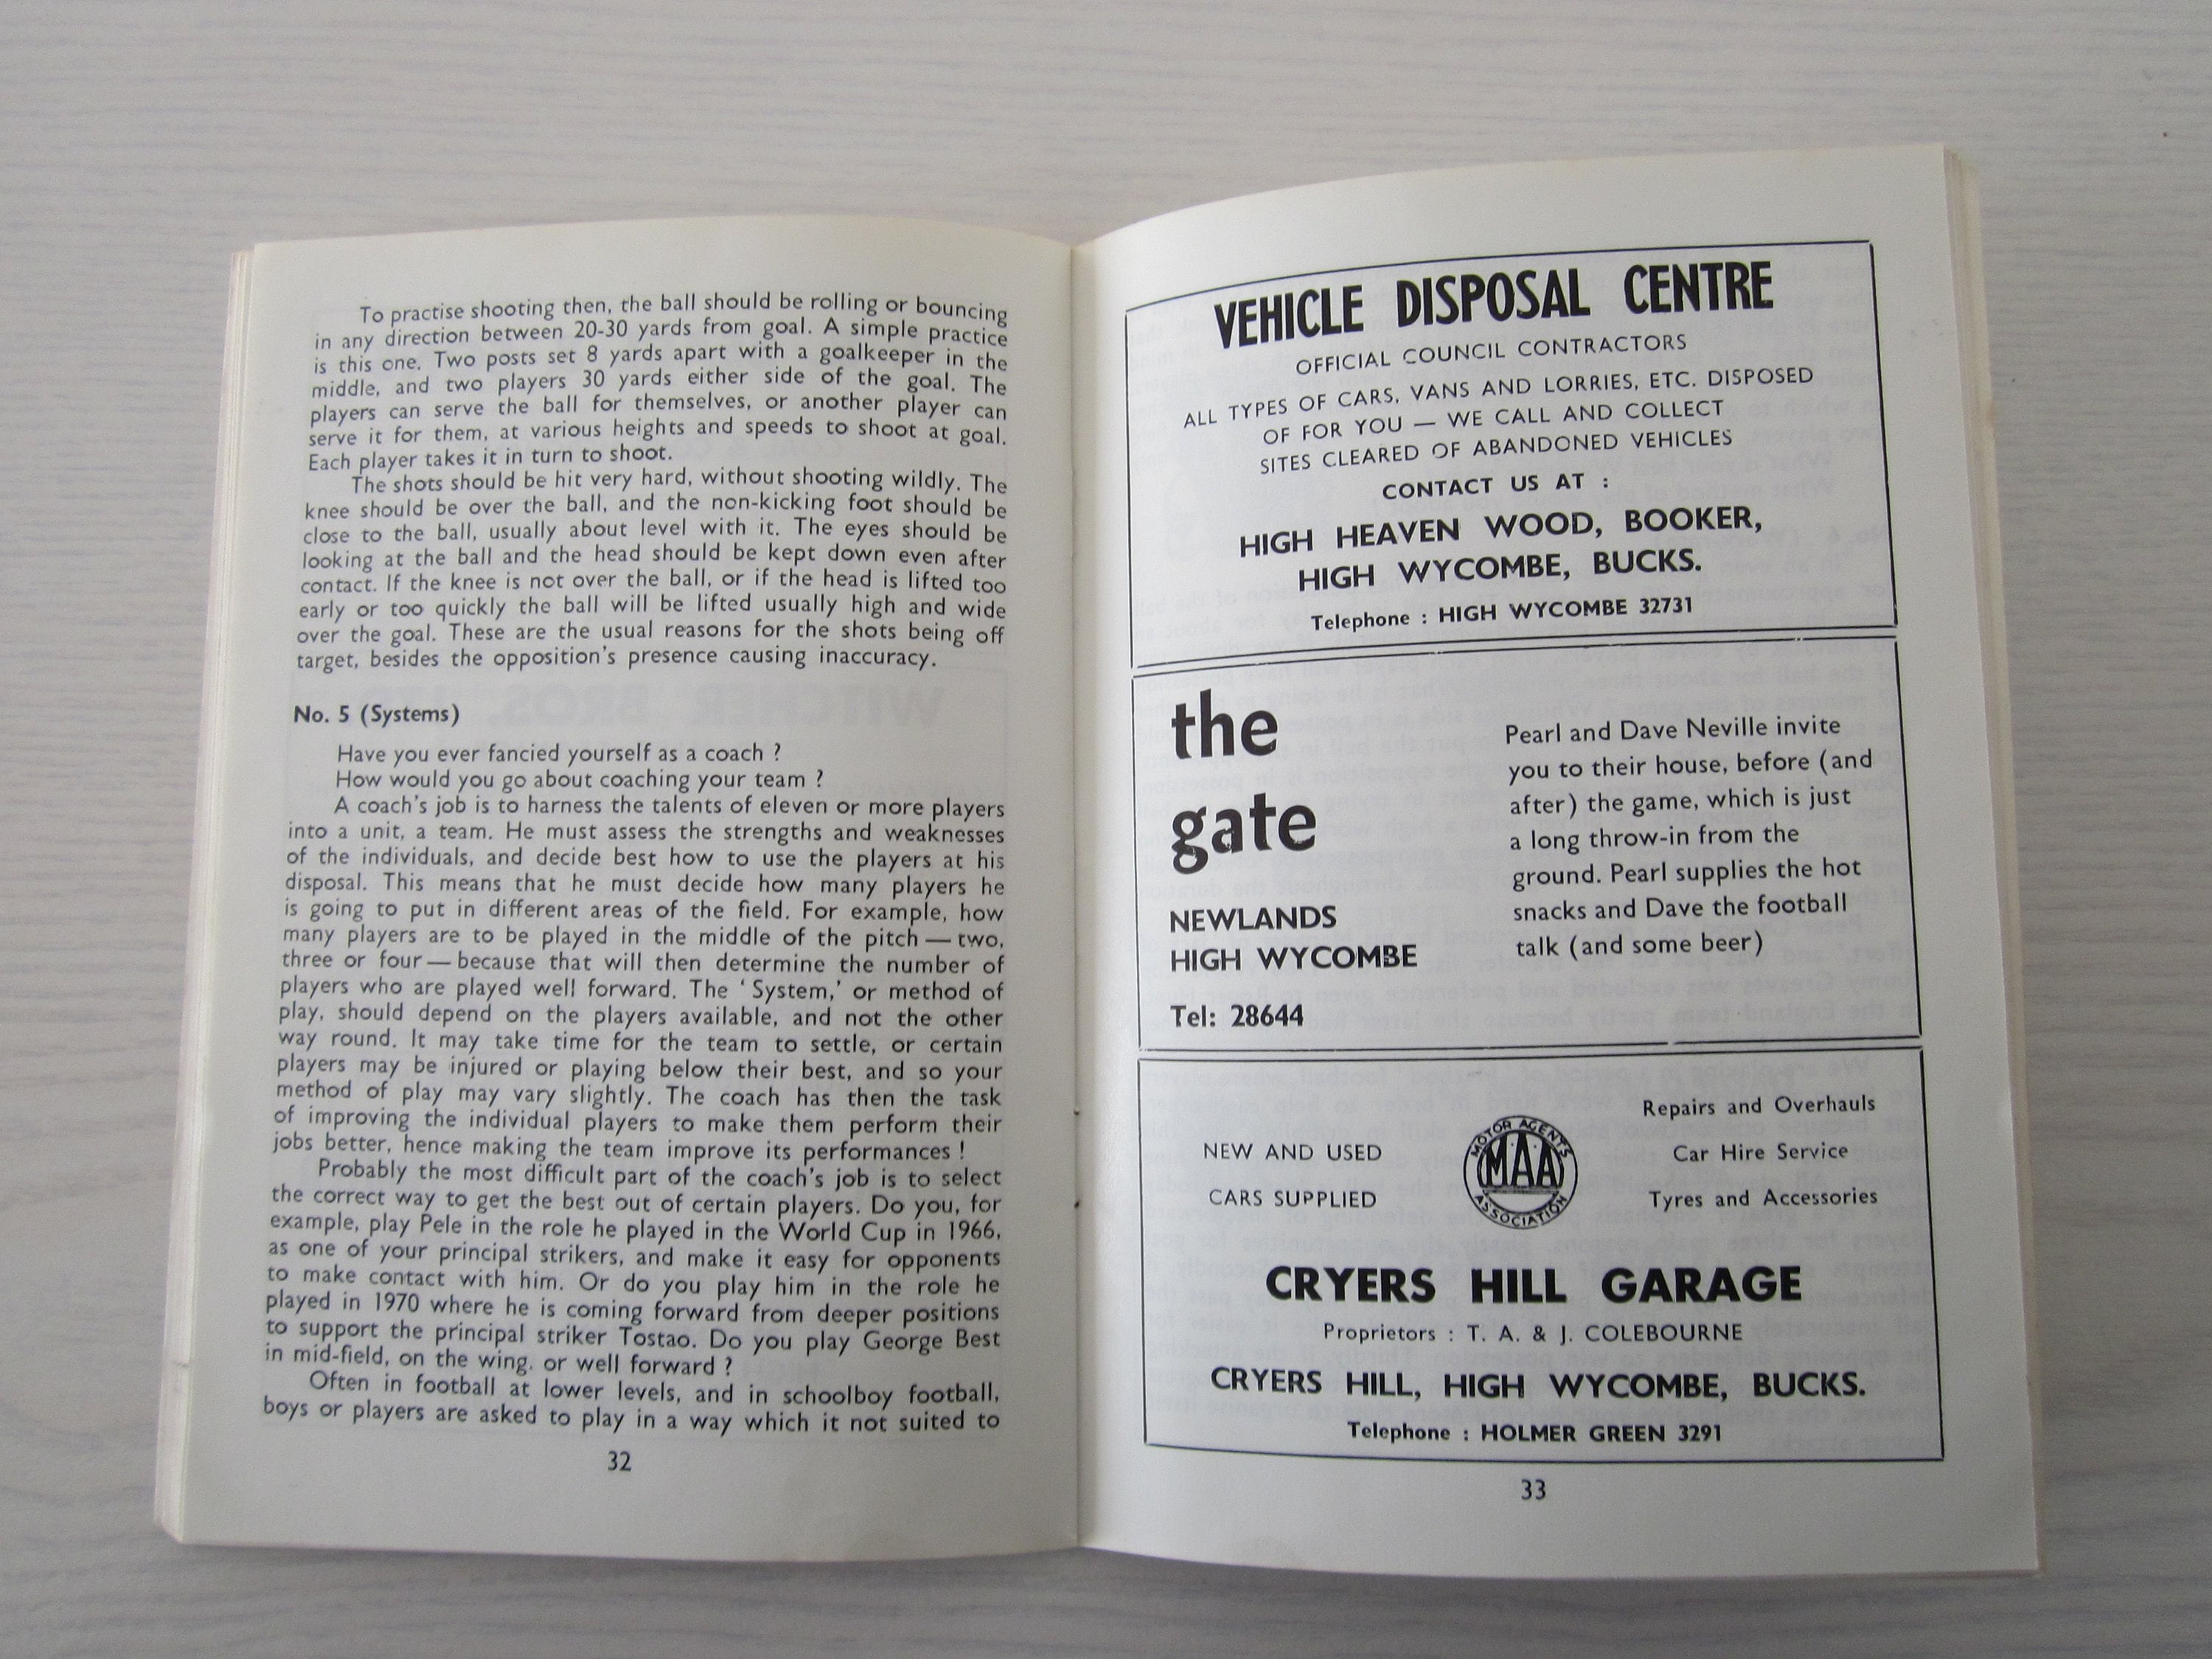 To practise shooting then, the ball should be rolling or bouncing
in any direction between 20-30 yards from goal. A simple practice
is this one. Two posts set 8 yards apart with a goalkeeper in the
middle, and two players 30 yards either side of the goal. The
players can serve the ball for themselves, or another player can
serve it for them, at various heights and speeds to shoot at goal.
Each player takes it in turn to shoot.
The shots should be hit very hard, without shooting wildly. The
knee should be over the ball, and the non-kicking foot should be
close to the ball, usually about level with it. The eyes should be
looking at the ball and the head should be kept down even after
contact. If the knee is not over the ball, or if the head is lifted too
early or too quickly the ball will be lifted usually high and wide
over the goal. These are the usual reasons for the shots being off
target, besides the opposition's presence causing inaccuracy.
No. 5 (Systems)
Have you ever fancied yourself as a coach ?
How would you go about coaching your team ?
A coach's job is to harness the talents of eleven or more players
into a unit, a team. He must assess the strengths and weaknesses
of the individuals, and decide best how to use the players at his
disposal. This means that he must decide how many players he
is going to put in different areas of the field. For example, how
many players are to be played in the middle of the pitch — two,
three or four — because that will then determine the number of
players who are played well forward. The 'System,' or method of
play, should depend on the players available, and not the other
way round. It may take time for the team to settle, or certain
players may be injured or playing below their best, and so your
method of play may vary slightly. The coach has then the task
of improving the individual players to make them perform their
jobs better, hence making the team improve its performances !
Probably the most difficult part of the coach's job is to select
the correct way to get the best out of certain players. Do you, for
example, play Pele in the role he played in the World Cup in 1966,
as one of your principal strikers, and make it easy for opponents
to make contact with him. Or do you play him in the role he
played in 1970 where he is coming forward from deeper positions
to support the principal striker Tostao. Do you play George Best
in mid-field, on the wing. or well forward ?
Often in football at lower levels, and in schoolboy football,
boys or players are asked to play in a way which it not suited to
32
VEHICLE DISPOSAL CENTRE
OFFICIAL COUNCIL CONTRACTORS
ALL TYPES OF CARS, VANS AND LORRIES, ETC. DISPOSED
OF FOR YOU — WE CALL AND COLLECT
SITES CLEARED OF ABANDONED VEHICLES
CONTACT US AT :
HIGH HEAVEN WOOD, BOOKER,
HIGH WYCOMBE, BUCKS.
Telephone : HIGH WYCOMBE 32731
the
gate
NEWLANDS
HIGH WYCOMBE
Tel: 28644
Pearl and Dave Neville invite
you to their house, before (and
after) the game, which is just
a long throw-in from the
ground. Pearl supplies the hot
snacks and Dave the football
talk (and some beer)
NEW AND USED
CARS SUPPLIED
MOTOR AGENTS
MAA
ASSOCIATION
Repairs and Overhauls
Car Hire Service
Tyres and Accessories
CRYERS HILL GARAGE
Proprietors : T. A. & J. COLEBOURNE
CRYERS HILL, HIGH WYCOMBE, BUCKS.
Telephone : HOLMER GREEN 3291
33